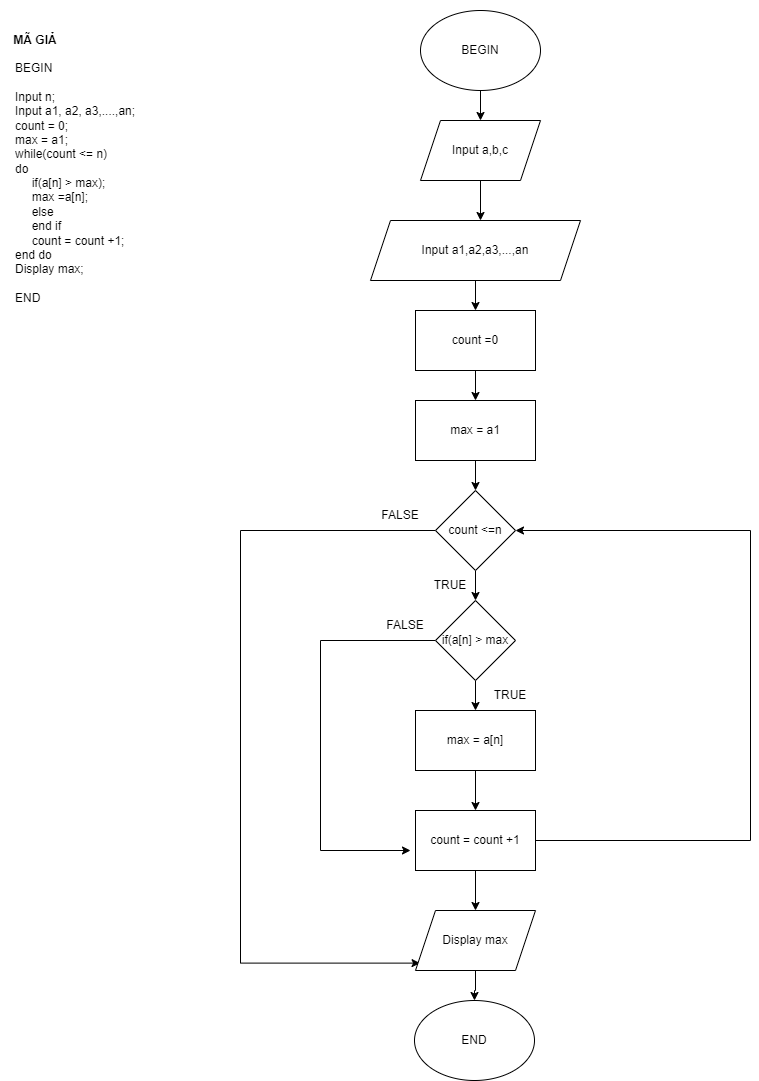 MÃ GIẢ
BEGIN
Input n;
Input a1, a2, a3,....,an;
count = 0;
max = a1;
while(count <= n)
do
if(a[n] > max);
max =a[n];
else
end if
count = count +1;
end do
Display max;
END
BEGIN
Input a,b,c
Input a1,a2,a3,...,an
count =0
max = a1
FALSE
count <=n
TRUE
FALSE
if(a[n] > max
TRUE
max = a[n]
count = count +1
Display max
END